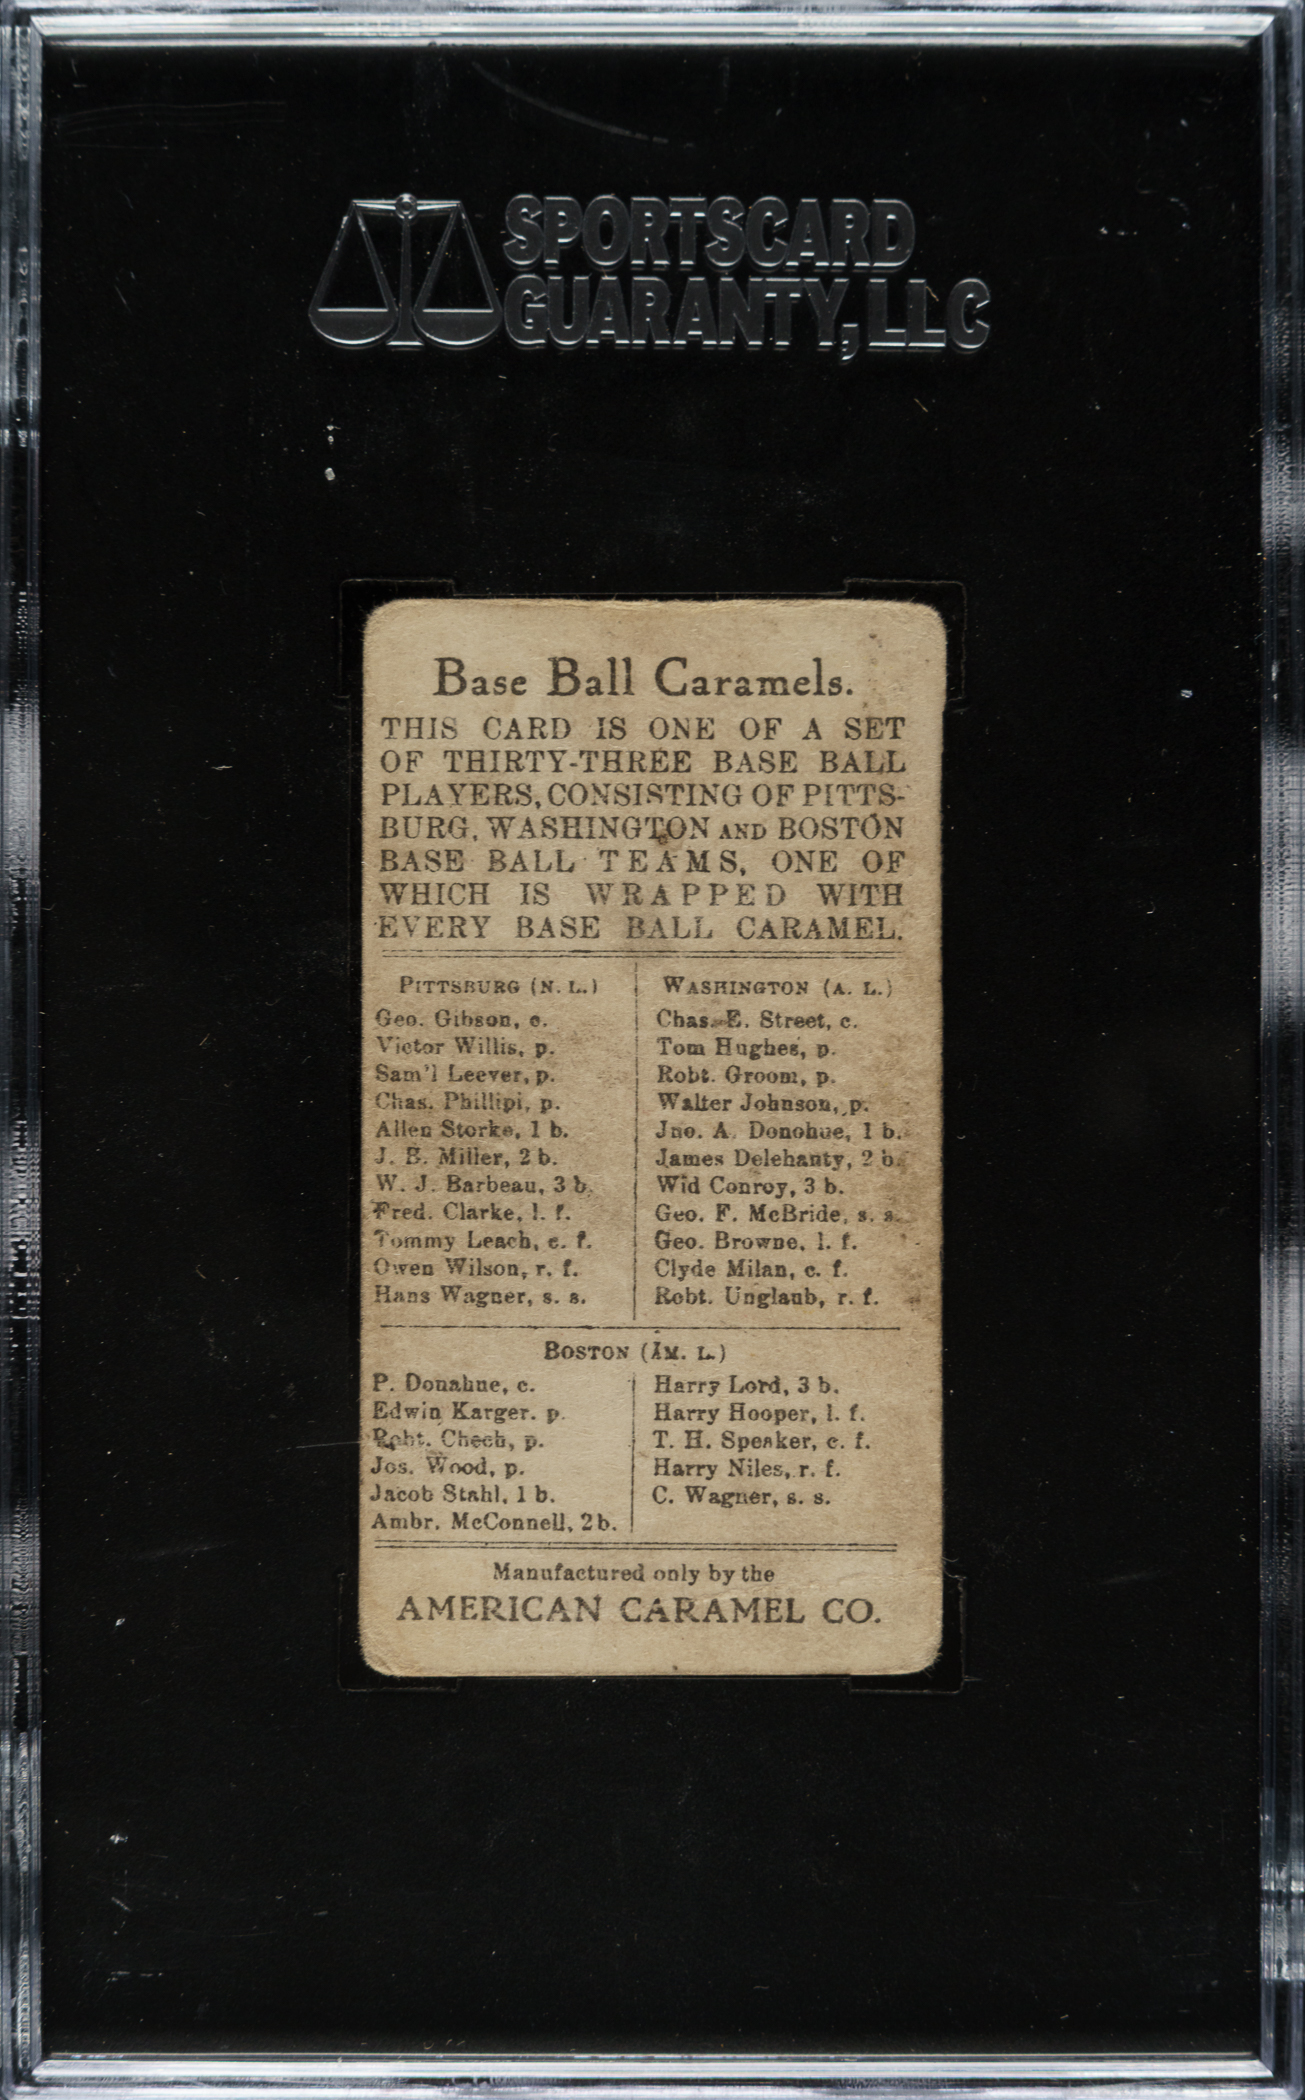 SPORTSCARD
GUARANTY, LLC
Base Ball Caramels.
THIS CARD IS ONE OF A SET
OF THIRTY-THREE BASE BALL
PLAYERS, CONSISTING OF PITTS-
BURG, WASHINGTON AND BOSTON
BASE BALL TEAMS, ONE OF
WHICH IS WRAPPED WITH
EVERY BASE BALL CARAMEL.
PITTSBURG (N. L.)
Geo. Gibson, c.
Victor Willis, p.
Sam'l Leever, p.
Chas. Phillipi, p.
Allen Storke, 1 b.
J. B. Miller, 2 b.
W. J. Barbeau, 3 b.
Fred. Clarke, l. f.
Tommy Leach, c. f.
Owen Wilson, r. f.
Hans Wagner, s. s.
WASHINGTON (A. L.)
Chas. E. Street, c.
Tom Hughes, p.
Robt. Groom, p.
Walter Johnson, p.
Jno. A. Donohue, 1 b.
James Delehanty, 2 b.
Wid Conroy, 3 b.
Geo. F. McBride, s. s.
Geo. Browne, l. f.
Clyde Milan, c. f.
Robt. Unglaub, r. f.
BOSTON (AM. L.)
P. Donahue, c.
Edwin Karger. p.
Robt. Chech, p.
Jos. Wood, p.
Jacob Stahl, 1 b.
Ambr. McConnell, 2 b.
Harry Lord, 3 b.
Harry Hooper, l. f.
T. H. Speaker, c. f.
Harry Niles, r. f.
C. Wagner, s. s.
Manufactured only by the
AMERICAN CARAMEL CO.